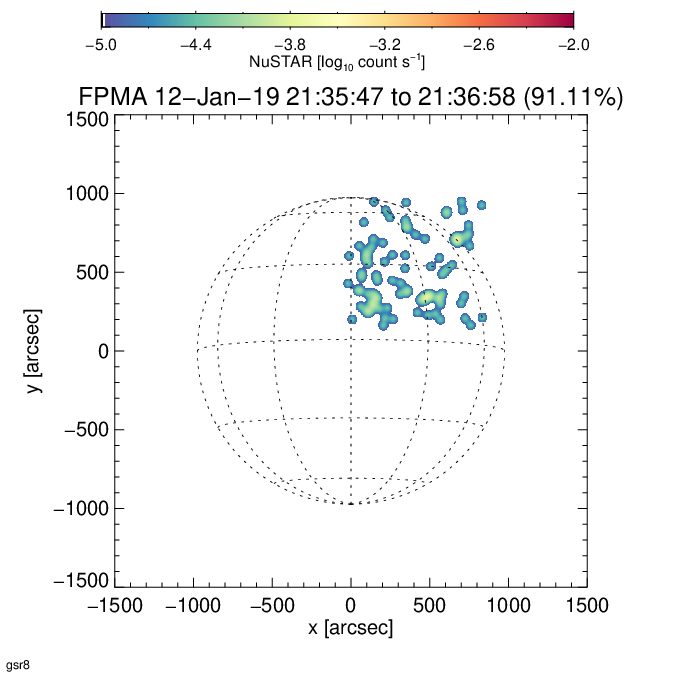 −5.0 −4.4 −3.8 −3.2 −2.6 −2.0
NuSTAR [log10 count s−1]
FPMA 12−Jan−19 21:35:47 to 21:36:58 (91.11%)
1500
1000
500
0
−500
−1000
−1500
y [arcsec]
−1500 −1000 −500 0 500 1000 1500
x [arcsec]
gsr8